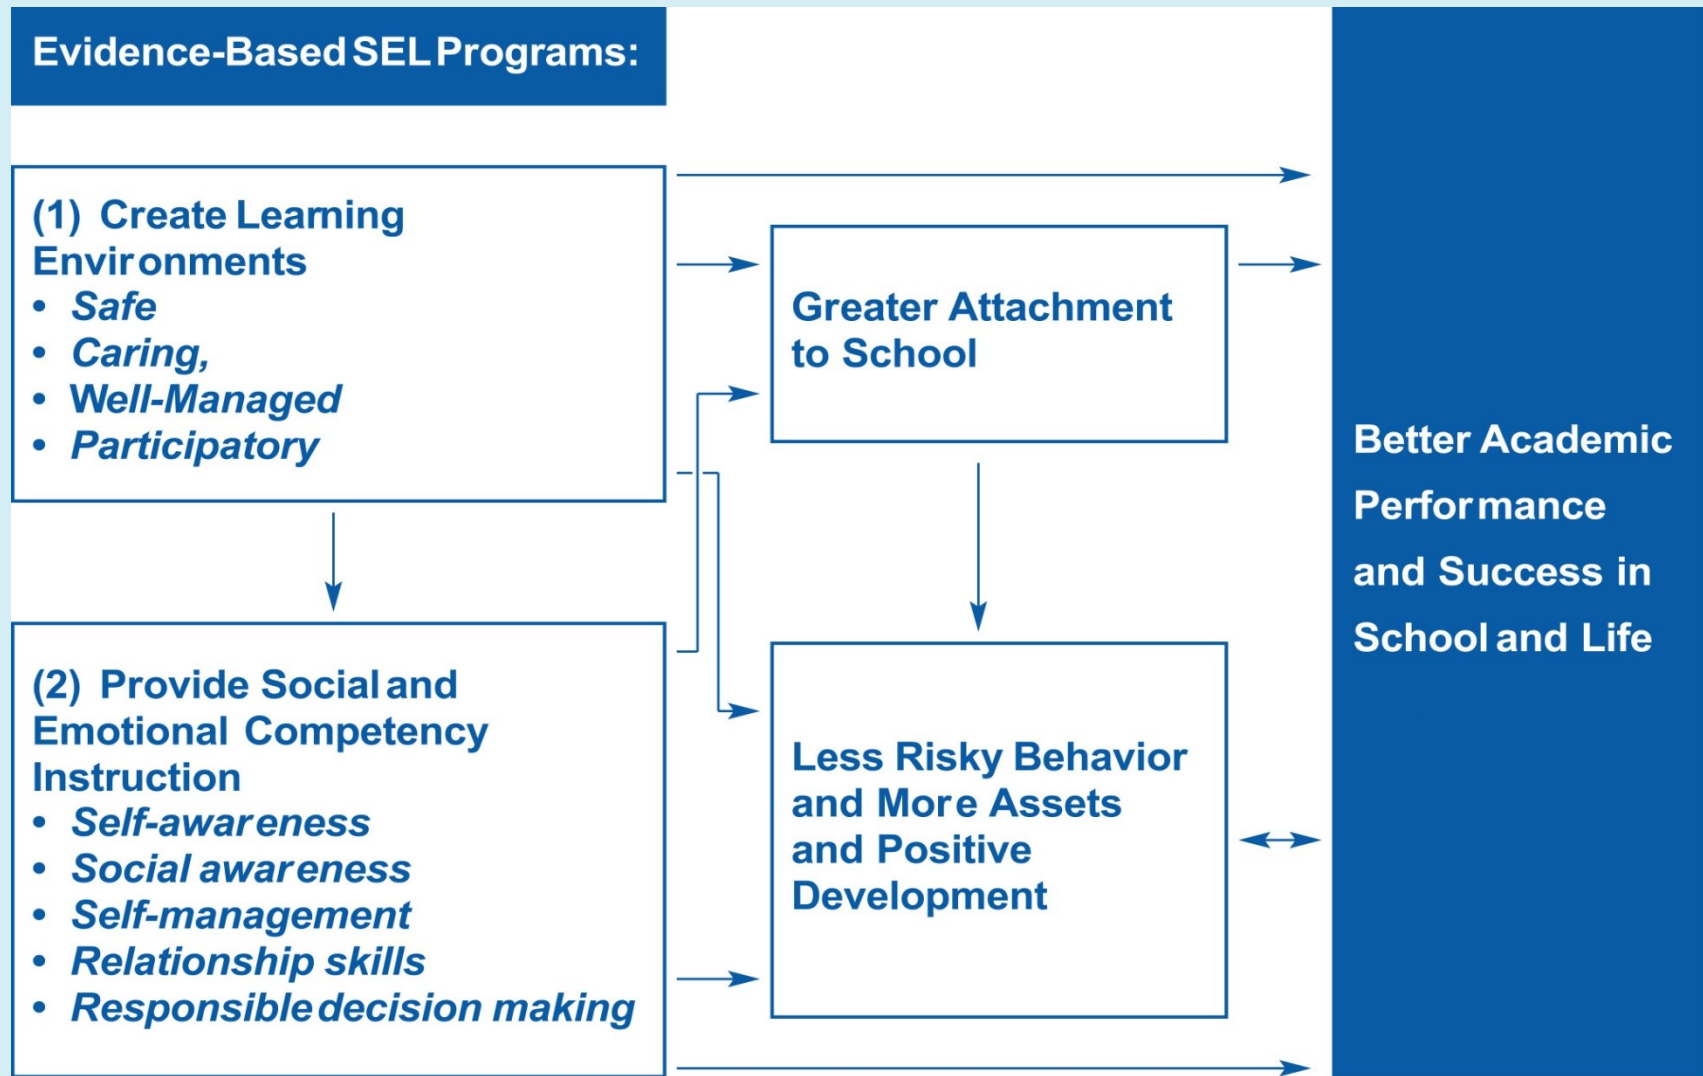 Evidence-Based SEL Programs:
(1) Create Learning
Environments
• Safe
• Caring,
• Well-Managed
• Participatory
(2) Provide Social and
Emotional Competency
Instruction
• Self-awareness
• Social awareness
• Self-management
• Relationship skills
• Responsible decision making
Greater Attachment
to School
Less Risky Behavior
and More Assets
and Positive
Development
Better Academic
Performance
and Success in
School and Life